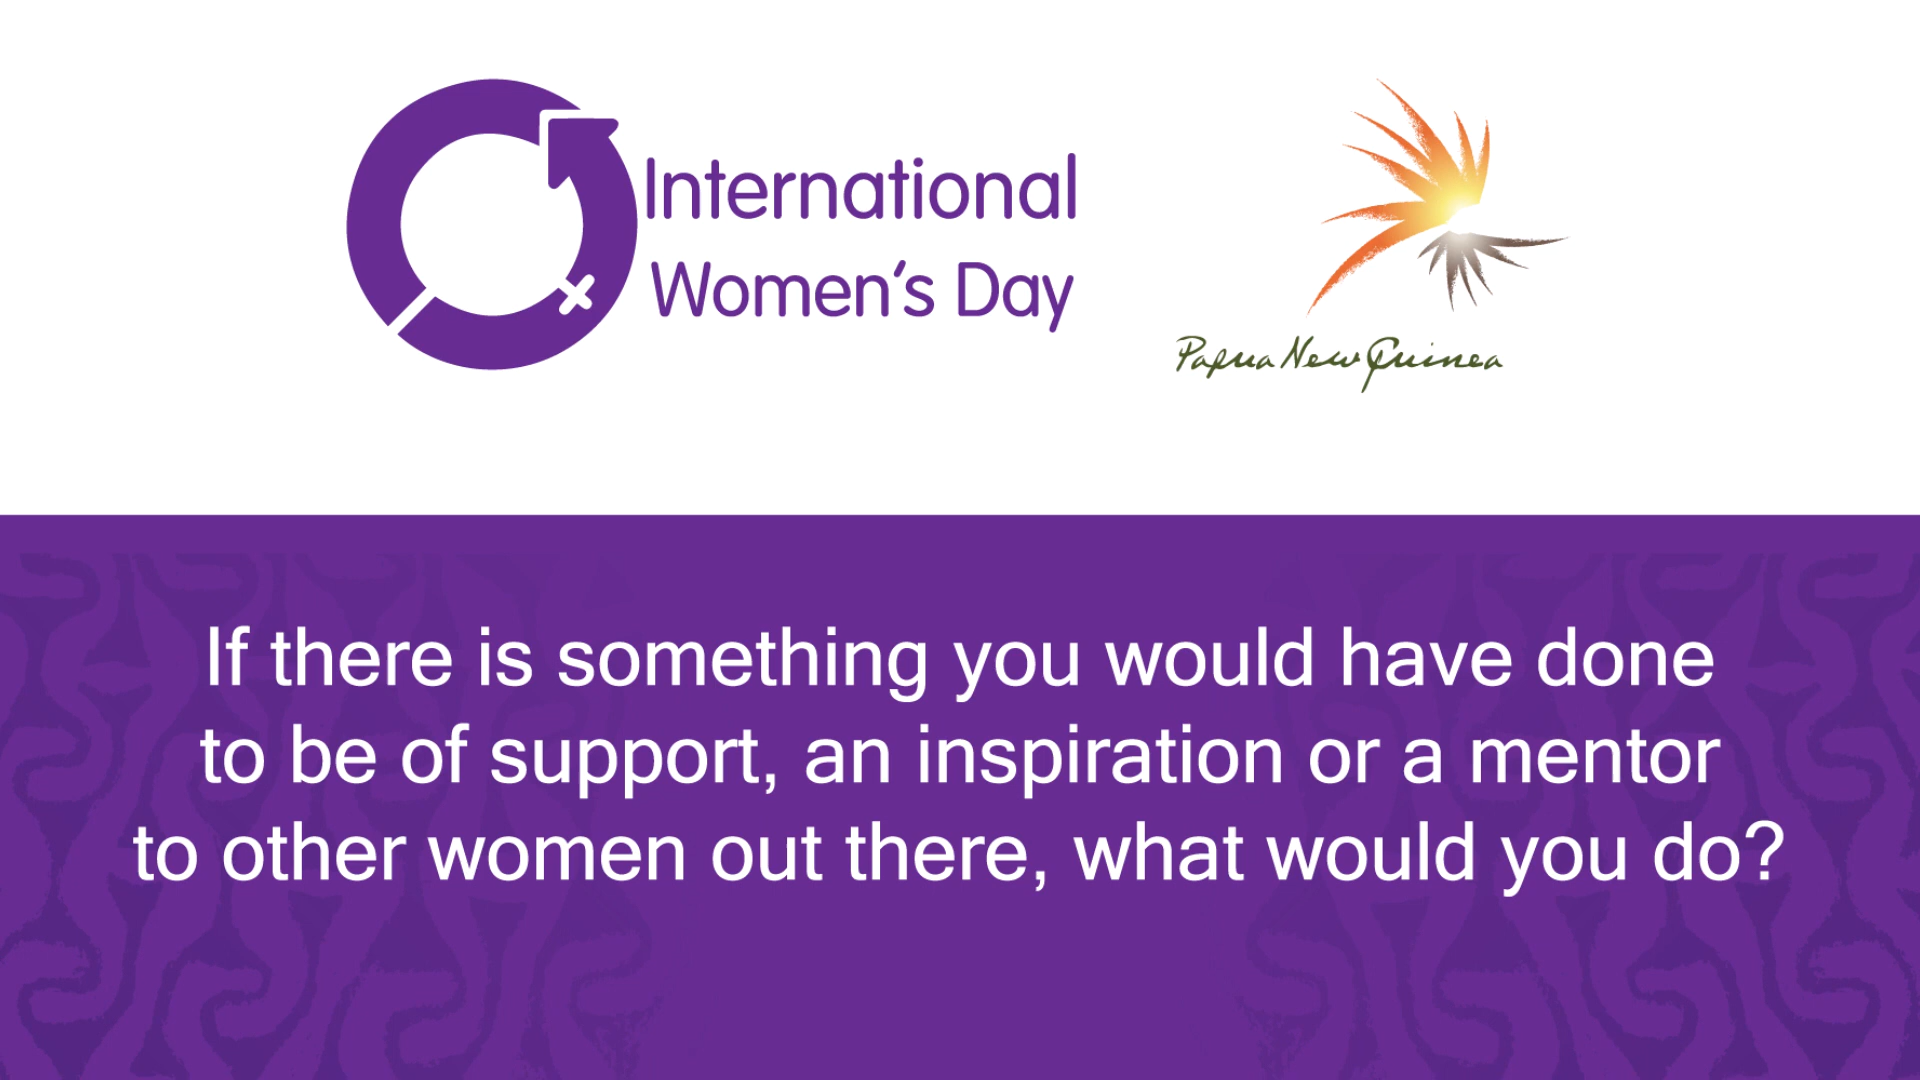 International
Women's Day
Papua New Guinea
If there is something you would have done
to be of support, an inspiration or a mentor
to other women out there, what would you do?